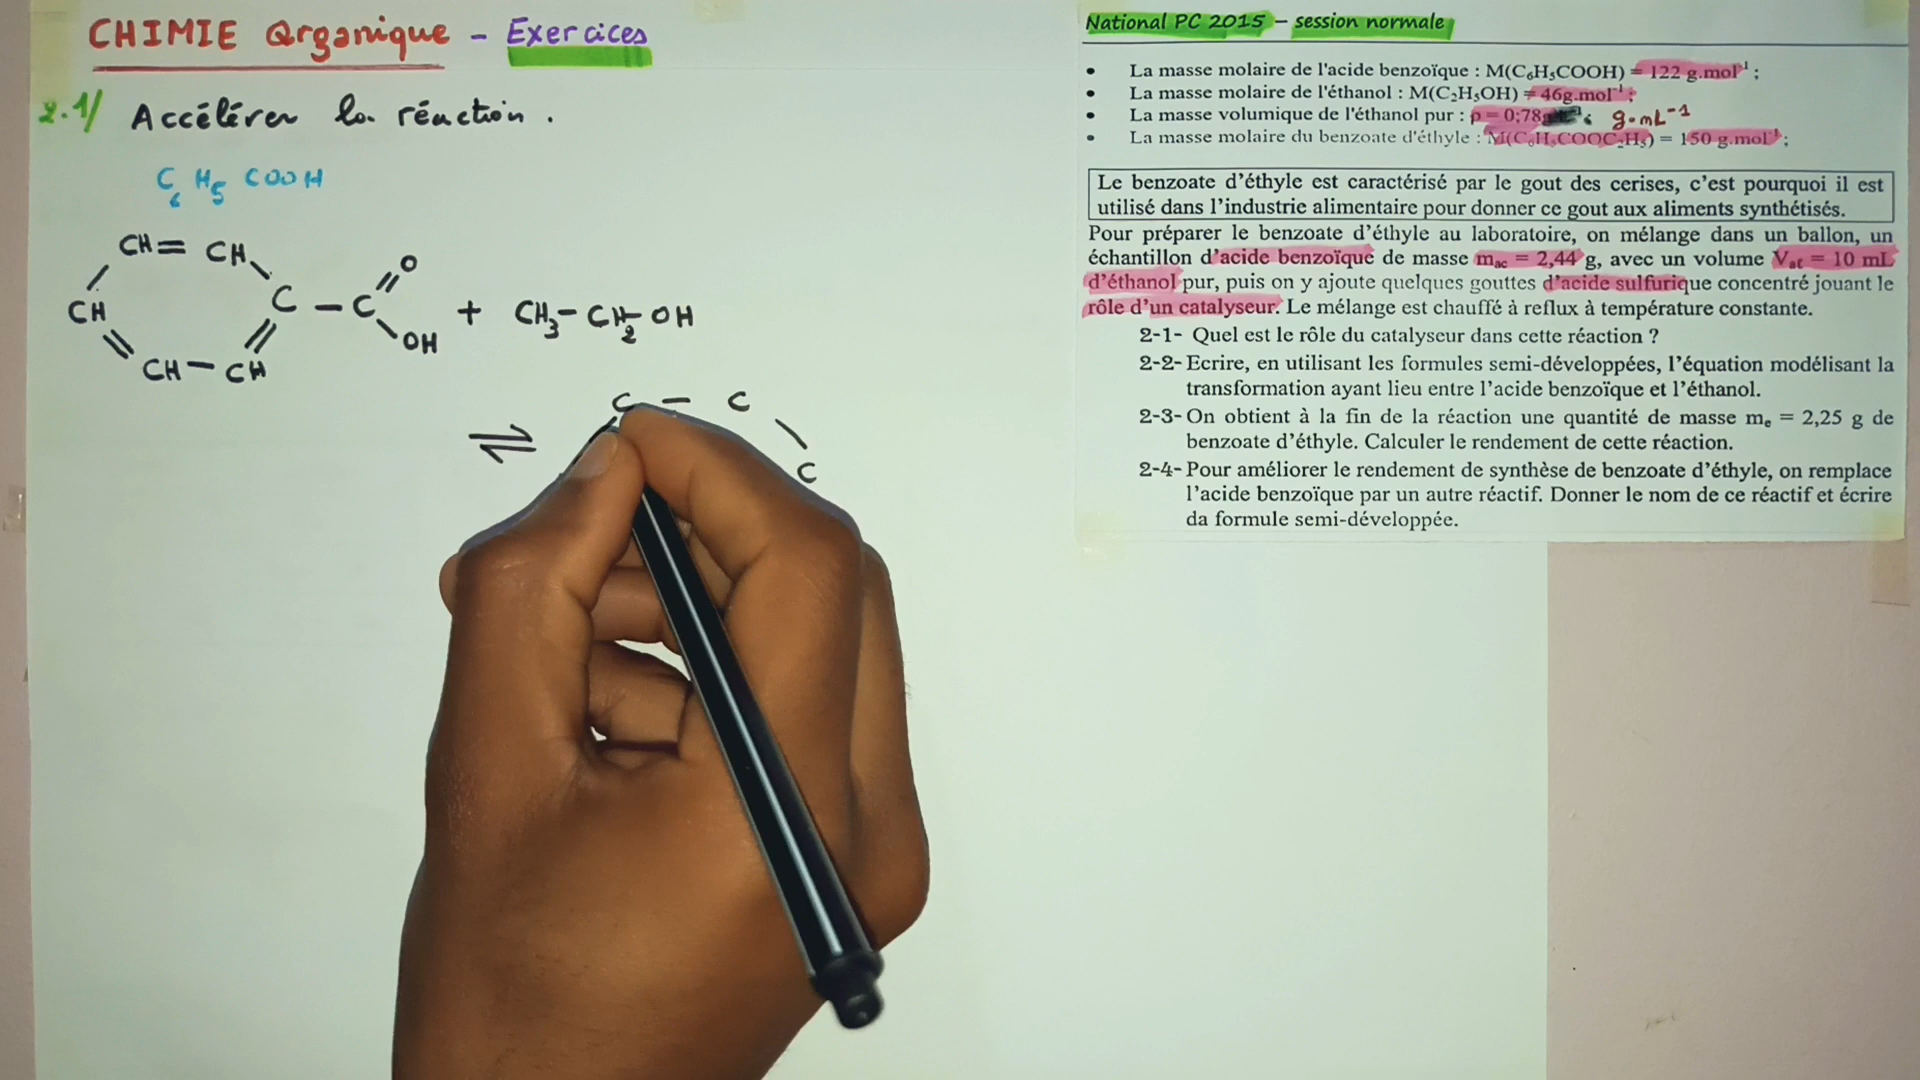 CHIMIE Organique - Exercices
2.1/ Accélérer la réaction.
C6 H5 COOH
CH = CH
CH C - C O OH + CH3 - CH2 - OH
CH - CH
⇌ C - C
C
National PC 2015 – session normale
• La masse molaire de l'acide benzoïque : M(C6H5COOH) = 122 g.mol-1 ;
• La masse molaire de l'éthanol : M(C2H5OH) = 46g.mol-1 ;
• La masse volumique de l'éthanol pur : ρ = 0;78g g.mL-1
• La masse molaire du benzoate d'éthyle : M(C6H5COOC2H5) = 150 g.mol-1 ;
Le benzoate d'éthyle est caractérisé par le gout des cerises, c'est pourquoi il est
utilisé dans l'industrie alimentaire pour donner ce gout aux aliments synthétisés.
Pour préparer le benzoate d'éthyle au laboratoire, on mélange dans un ballon, un
échantillon d'acide benzoïque de masse mac = 2,44 g, avec un volume Val = 10 mL
d'éthanol pur, puis on y ajoute quelques gouttes d'acide sulfurique concentré jouant le
rôle d'un catalyseur. Le mélange est chauffé à reflux à température constante.
2-1- Quel est le rôle du catalyseur dans cette réaction ?
2-2- Ecrire, en utilisant les formules semi-développées, l'équation modélisant la
transformation ayant lieu entre l'acide benzoïque et l'éthanol.
2-3- On obtient à la fin de la réaction une quantité de masse me = 2,25 g de
benzoate d'éthyle. Calculer le rendement de cette réaction.
2-4- Pour améliorer le rendement de synthèse de benzoate d'éthyle, on remplace
l'acide benzoïque par un autre réactif. Donner le nom de ce réactif et écrire
da formule semi-développée.